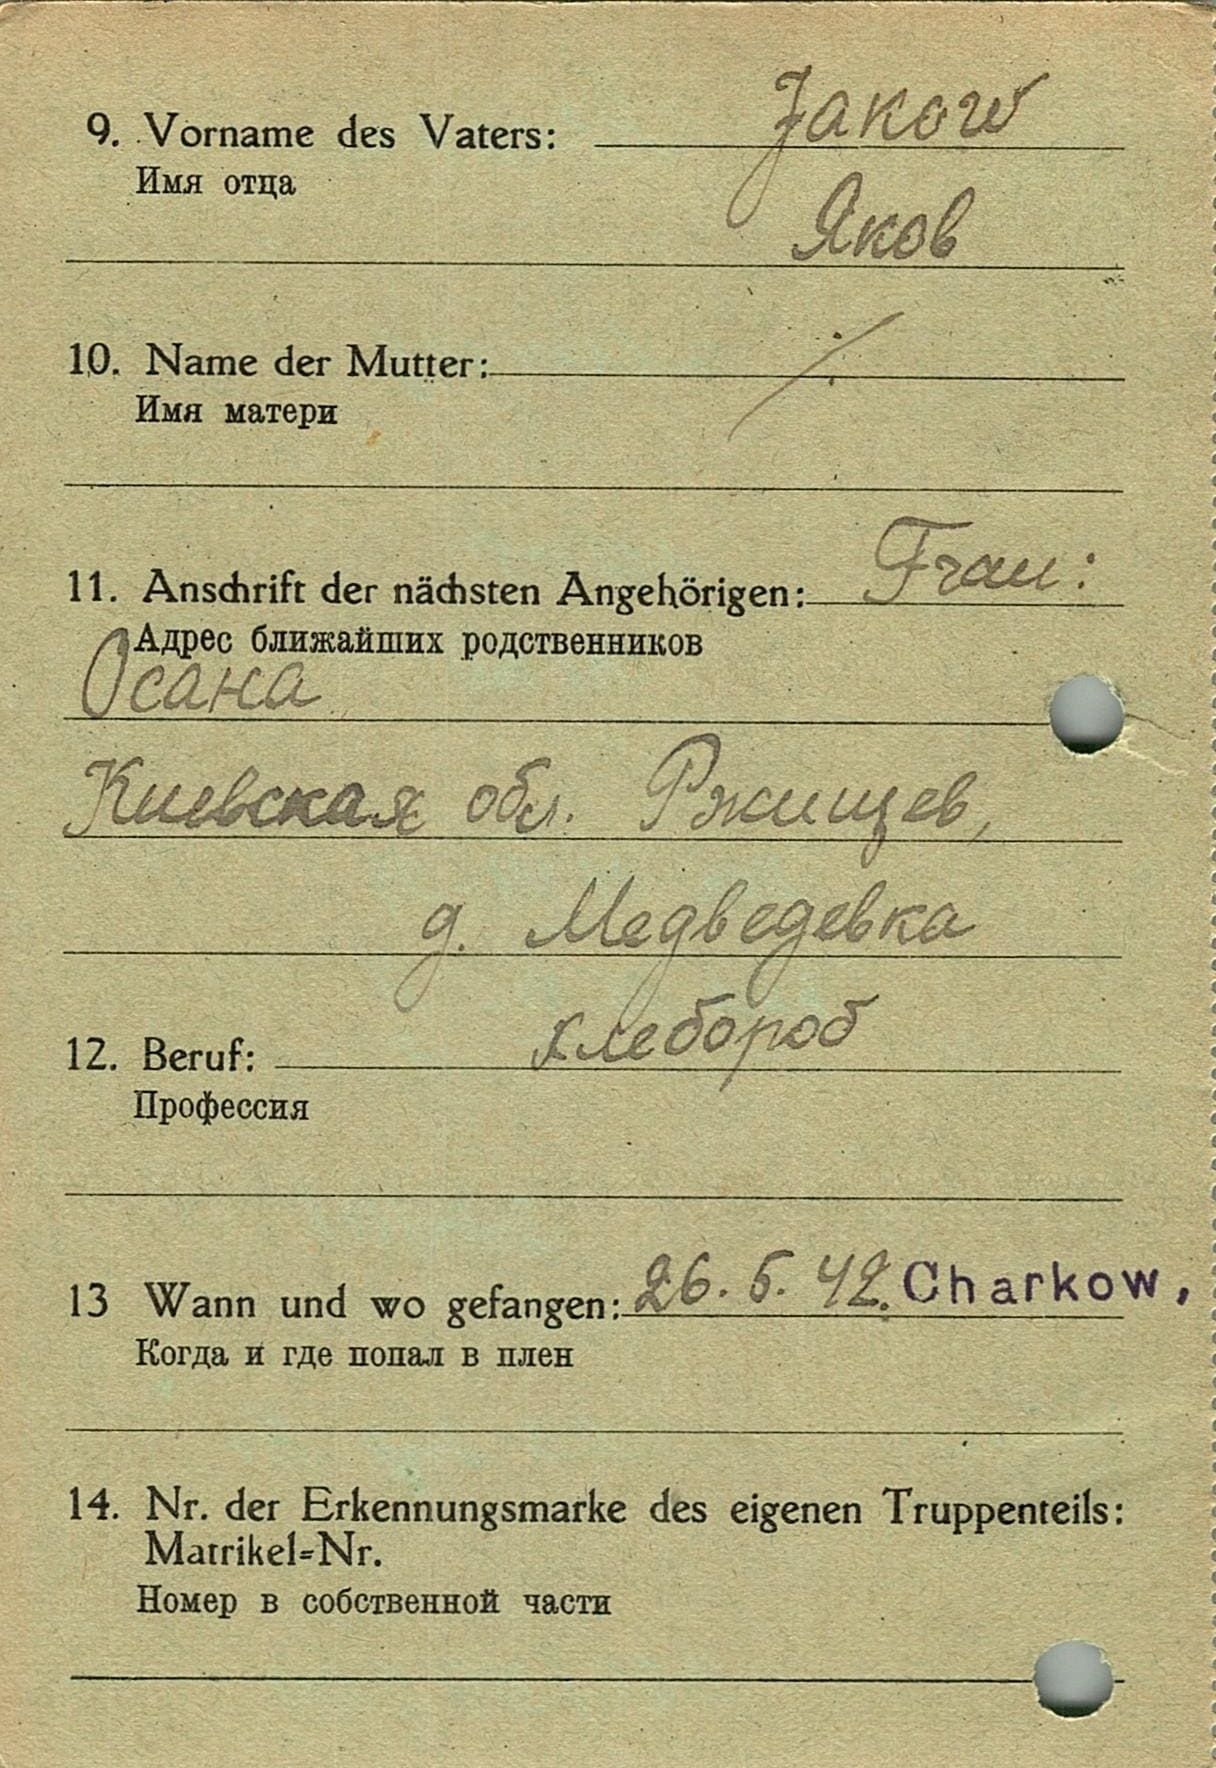 9. Vorname des Vaters: Jakow
Имя отца
Яков
10. Name der Mutter: ./.
Имя матери
11. Anschrift der nächsten Angehörigen: Frau:
Адрес ближайших родственников
Осана
Киевская обл. Ржищев,
д. Медведевка
12. Beruf: хлебороб
Профессия
13 Wann und wo gefangen: 26.5.42. Charkow,
Когда и где попал в плен
14. Nr. der Erkennungsmarke des eigenen Truppenteils:
Matrikel=Nr.
Номер в собственной части